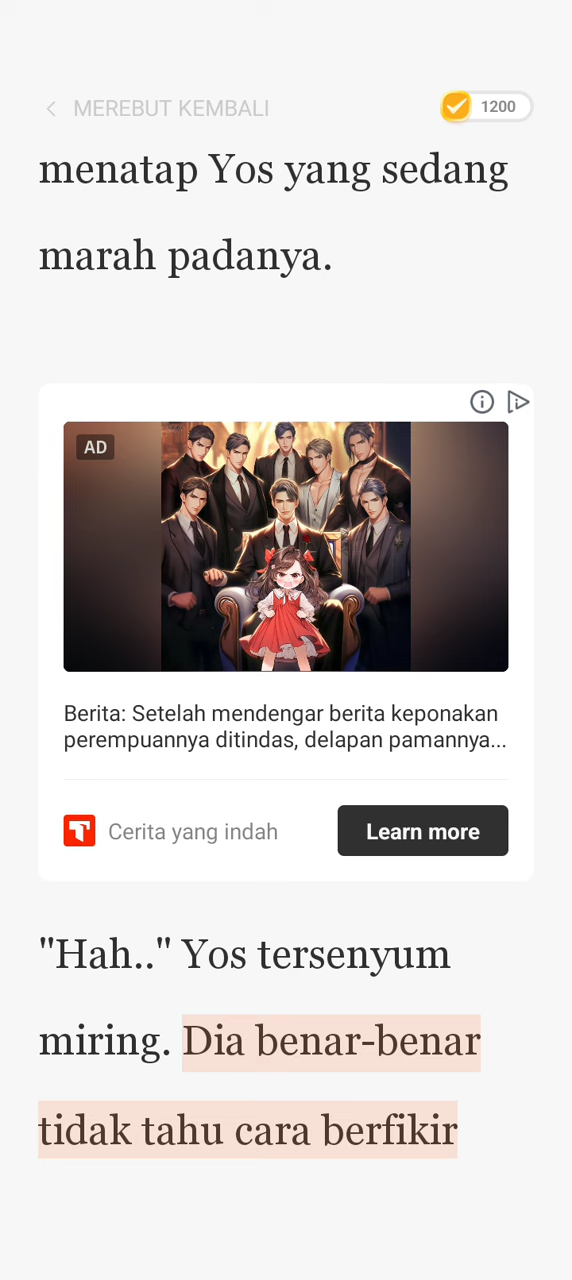 MEREBUT KEMBALI
1200
menatap Yos yang sedang
marah padanya.
AD
Berita: Setelah mendengar berita keponakan
perempuannya ditindas, delapan pamannya...
Cerita yang indah
Learn more
"Hah.." Yos tersenyum
miring. Dia benar-benar
tidak tahu cara berfikir